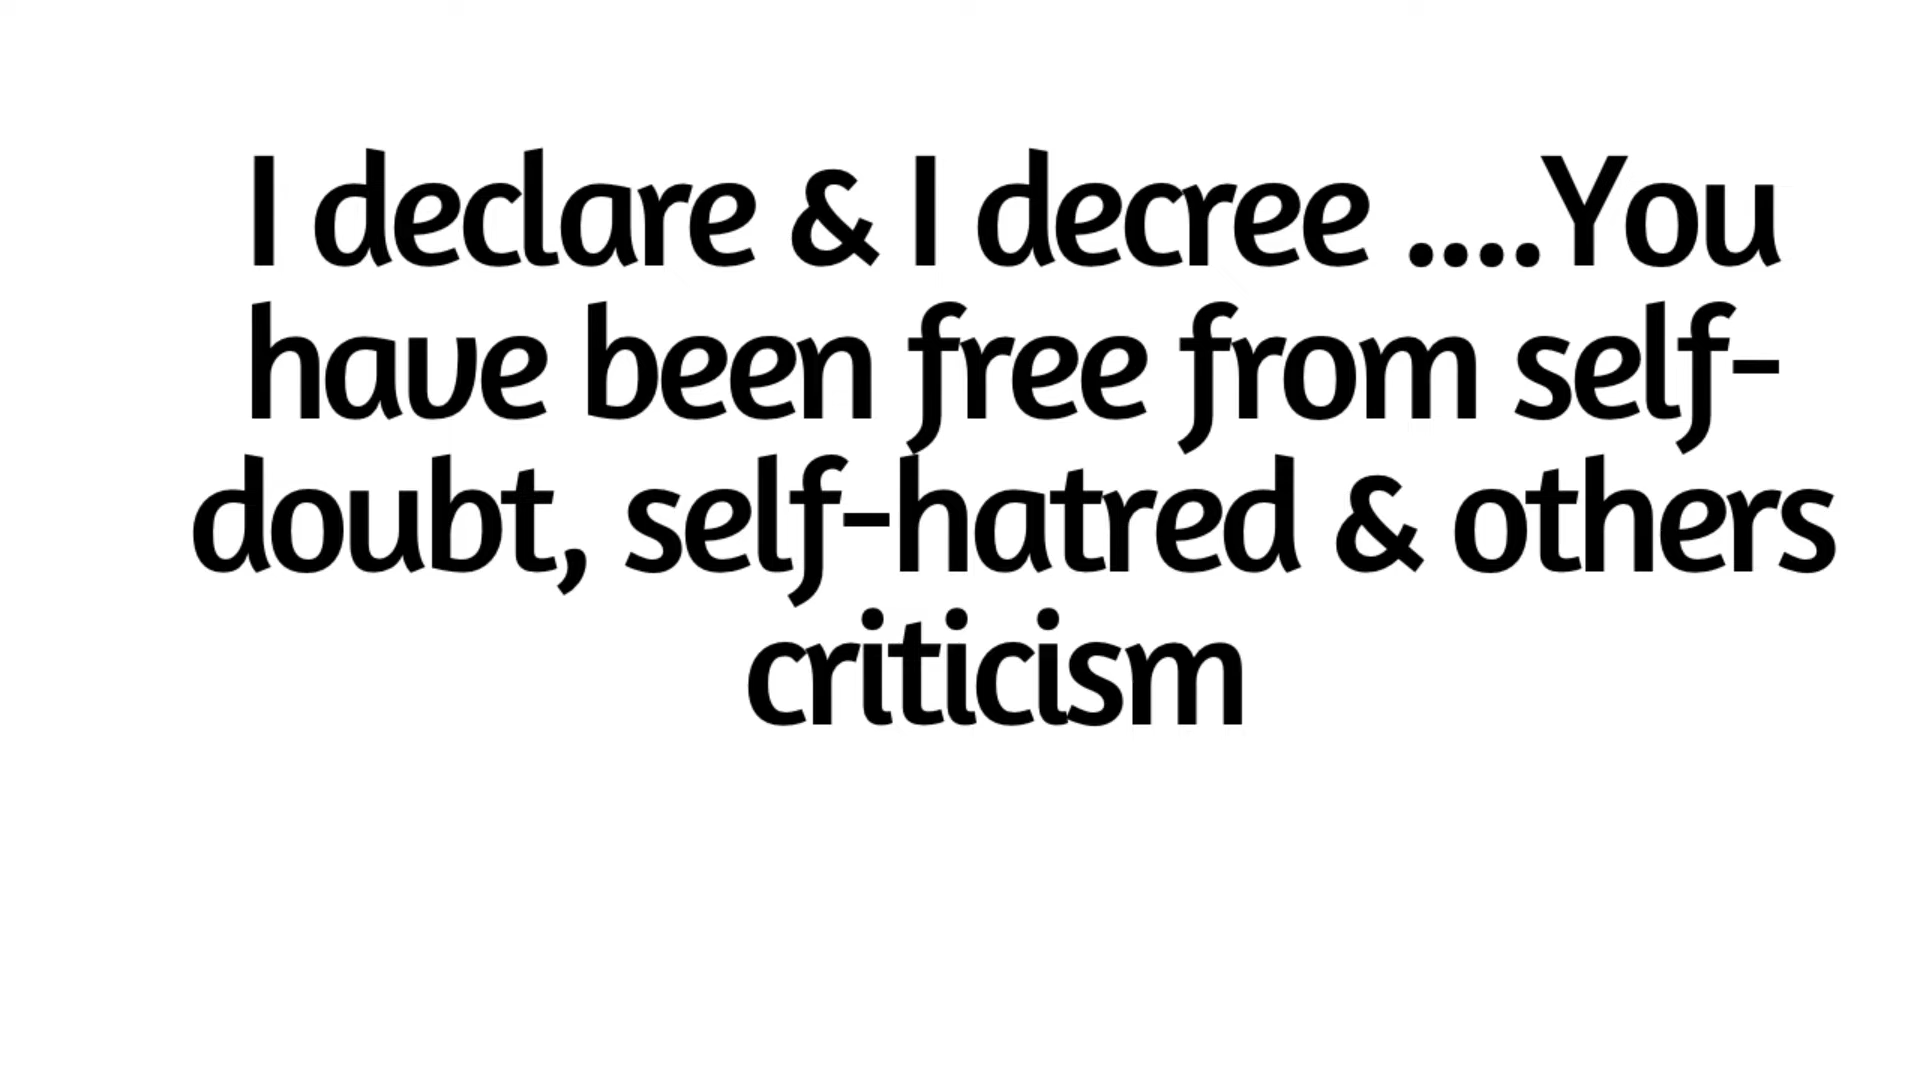 I declare & I decree ....You
have been free from self-
doubt, self-hatred & others
criticism